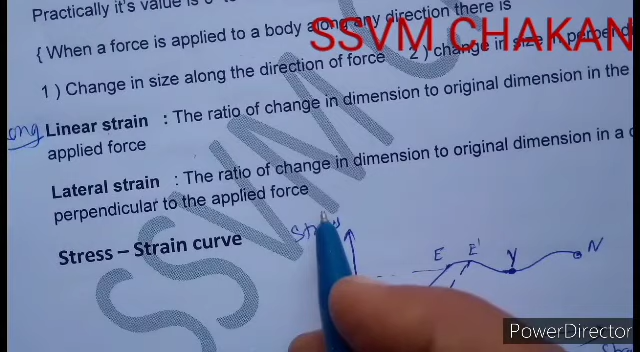 Practically it's value is
{ When a force is applied to a body along any direction there is
SSVM CHAKAN
1 ) Change in size along the direction of force 2 ) change in size
Linear strain : The ratio of change in dimension to original dimension in the
applied force
Lateral strain : The ratio of change in dimension to original dimension in a
perpendicular to the applied force
Stress – Strain curve
E E' Y N
SSVMC
PowerDirector